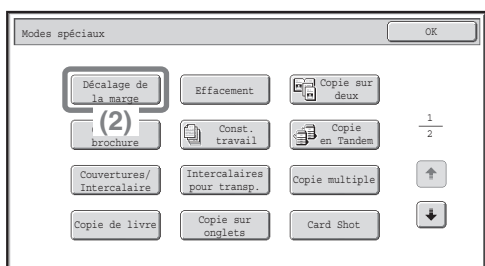 Modes spéciaux
OK
Décalage de
la marge
Effacement
Copie sur
deux
(2)
brochure
Const.
travail
Copie
en Tandem
1
2
Couvertures/
Intercalaire
Intercalaires
pour transp.
Copie multiple
Copie de livre
Copie sur
onglets
Card Shot